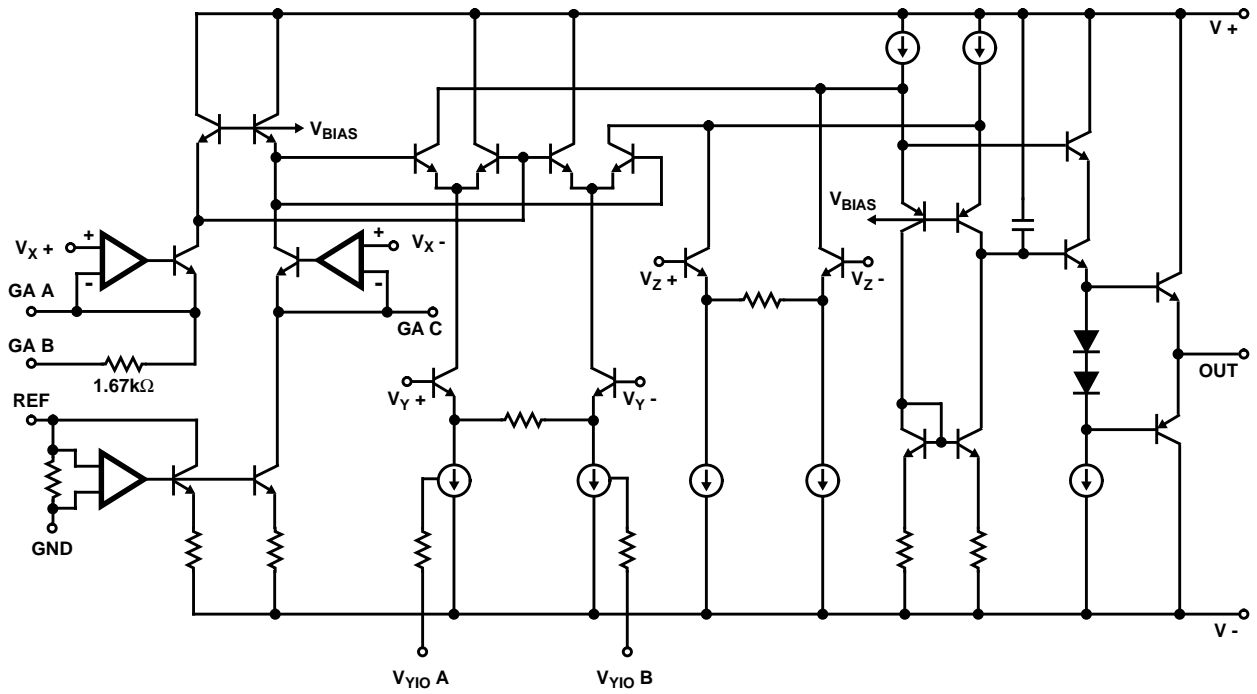 V +
V_BIAS
V_BIAS
V_X +
+
-
+
-
V_X -
V_Z +
V_Z -
GA A
GA C
GA B
1.67kΩ
OUT
V_Y +
V_Y -
REF
GND
V -
V_YIO A
V_YIO B